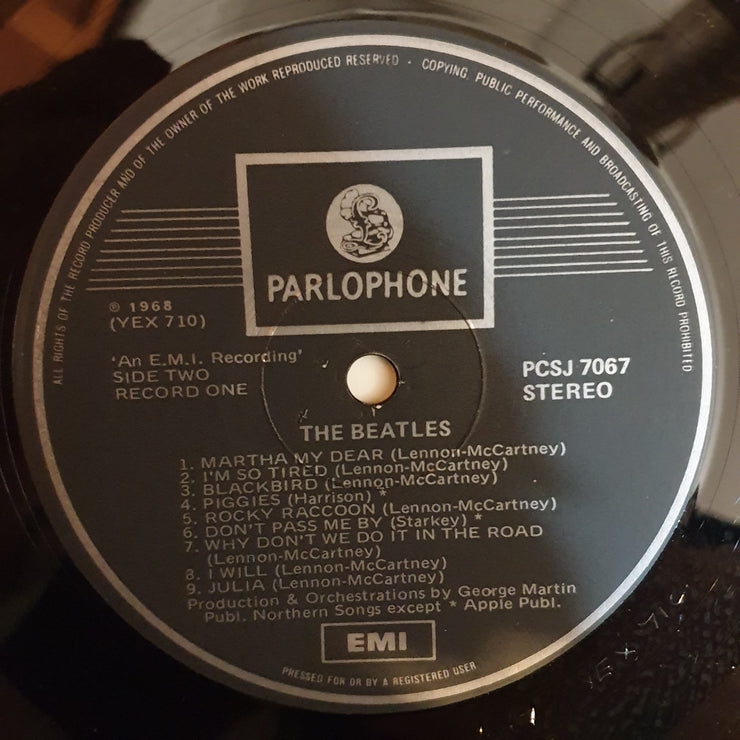 ALL RIGHTS OF THE RECORD PRODUCER AND OF THE OWNER OF THE WORK REPRODUCED RESERVED · COPYING, PUBLIC PERFORMANCE AND BROADCASTING OF THIS RECORD PROHIBITED
PARLOPHONE
℗ 1968
(YEX 710)
'An E.M.I. Recording'
SIDE TWO
RECORD ONE
PCSJ 7067
STEREO
THE BEATLES
1. MARTHA MY DEAR (Lennon-McCartney)
2. I'M SO TIRED (Lennon-McCartney)
3. BLACKBIRD (Lennon-McCartney)
4. PIGGIES (Harrison) *
5. ROCKY RACCOON (Lennon-McCartney)
6. DON'T PASS ME BY (Starkey) *
7. WHY DON'T WE DO IT IN THE ROAD
(Lennon-McCartney)
8. I WILL (Lennon-McCartney)
9. JULIA (Lennon-McCartney)
Production & Orchestrations by George Martin
Publ. Northern Songs except * Apple Publ.
EMI
PRESSED FOR OR BY A REGISTERED USER